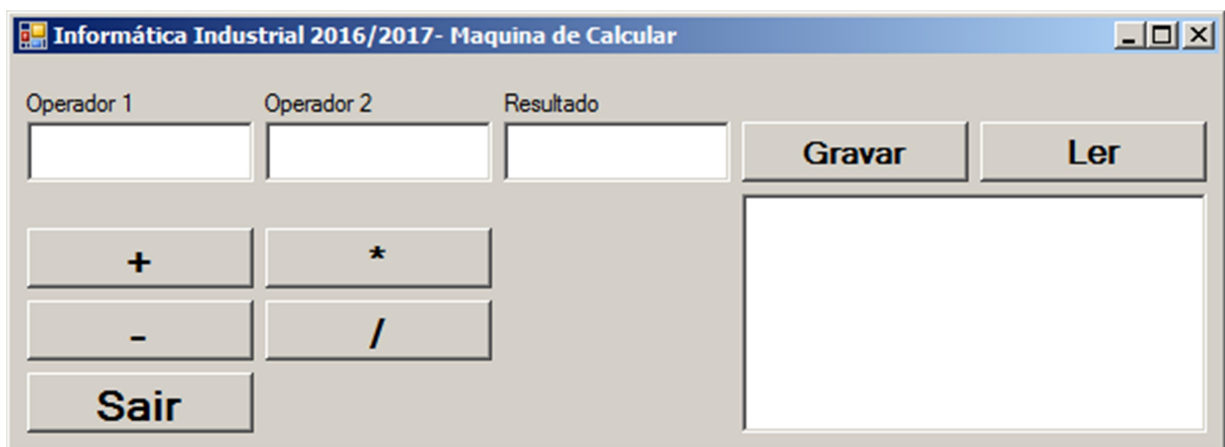 Informática Industrial 2016/2017- Maquina de Calcular
Operador 1 Operador 2 Resultado
Gravar Ler
+ *
- /
Sair